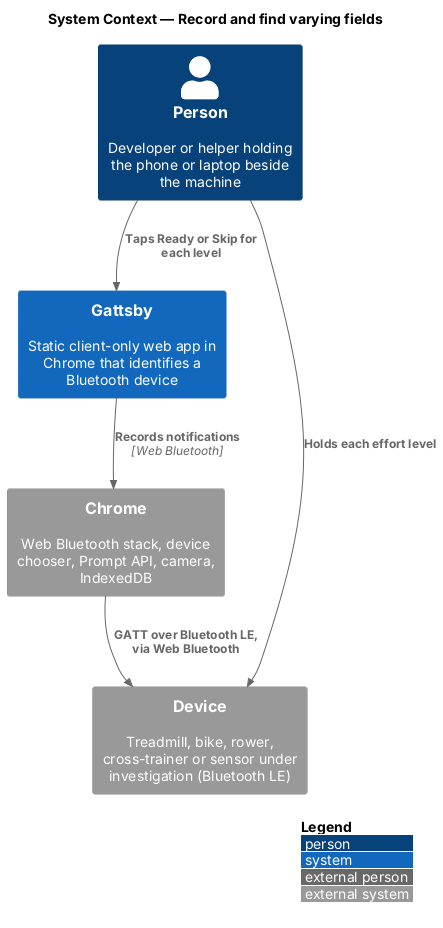 System Context — Record and find varying fields
Person
Developer or helper holding
the phone or laptop beside
the machine
Taps Ready or Skip for
each level
Gattsby
Static client-only web app in
Chrome that identifies a
Bluetooth device
Records notifications
[Web Bluetooth]
Holds each effort level
Chrome
Web Bluetooth stack, device
chooser, Prompt API, camera,
IndexedDB
GATT over Bluetooth LE,
via Web Bluetooth
Device
Treadmill, bike, rower,
cross-trainer or sensor under
investigation (Bluetooth LE)
Legend
person
system
external person
external system